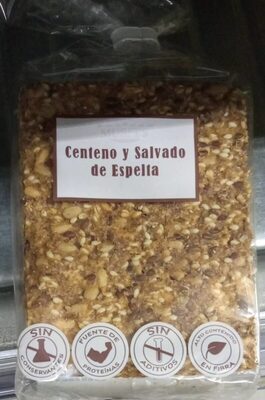 Centeno y Salvado
de Espelta
SIN
CONSERVANTES
FUENTE DE
PROTEÍNAS
SIN
ADITIVOS
ALTO CONTENIDO
EN FIBRA